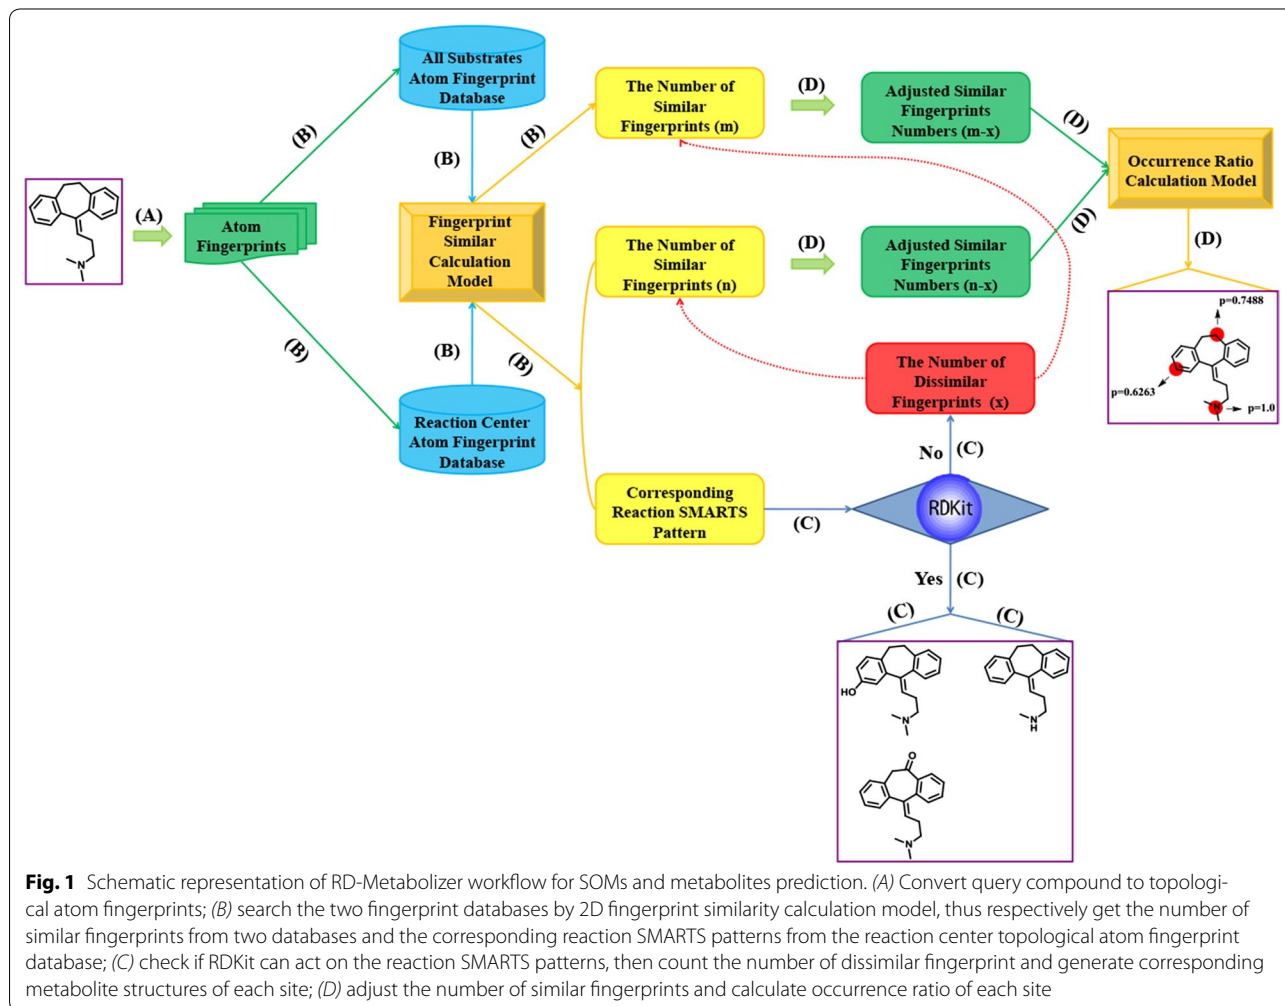 All Substrates
Atom Fingerprint
Database
(B)
(B)
(B)
The Number of
Similar
Fingerprints (m)
(D)
Adjusted Similar
Fingerprints
Numbers (m-x)
(D)
Occurrence Ratio
Calculation Model
N
(A)
Atom
Fingerprints
Fingerprint
Similar
Calculation
Model
The Number of
Similar
Fingerprints (n)
(D)
Adjusted Similar
Fingerprints
Numbers (n-x)
(D)
(D)
p=0.7488
p=0.6263
N
p=1.0
(B)
(B)
(B)
Reaction Center
Atom Fingerprint
Database
The Number of
Dissimilar
Fingerprints (x)
No
(C)
Corresponding
Reaction SMARTS
Pattern
(C)
RDKit
Yes
(C)
(C)
(C)
HO
N
N
H
O
N
Fig. 1 Schematic representation of RD-Metabolizer workflow for SOMs and metabolites prediction. (A) Convert query compound to topologi-
cal atom fingerprints; (B) search the two fingerprint databases by 2D fingerprint similarity calculation model, thus respectively get the number of
similar fingerprints from two databases and the corresponding reaction SMARTS patterns from the reaction center topological atom fingerprint
database; (C) check if RDKit can act on the reaction SMARTS patterns, then count the number of dissimilar fingerprint and generate corresponding
metabolite structures of each site; (D) adjust the number of similar fingerprints and calculate occurrence ratio of each site